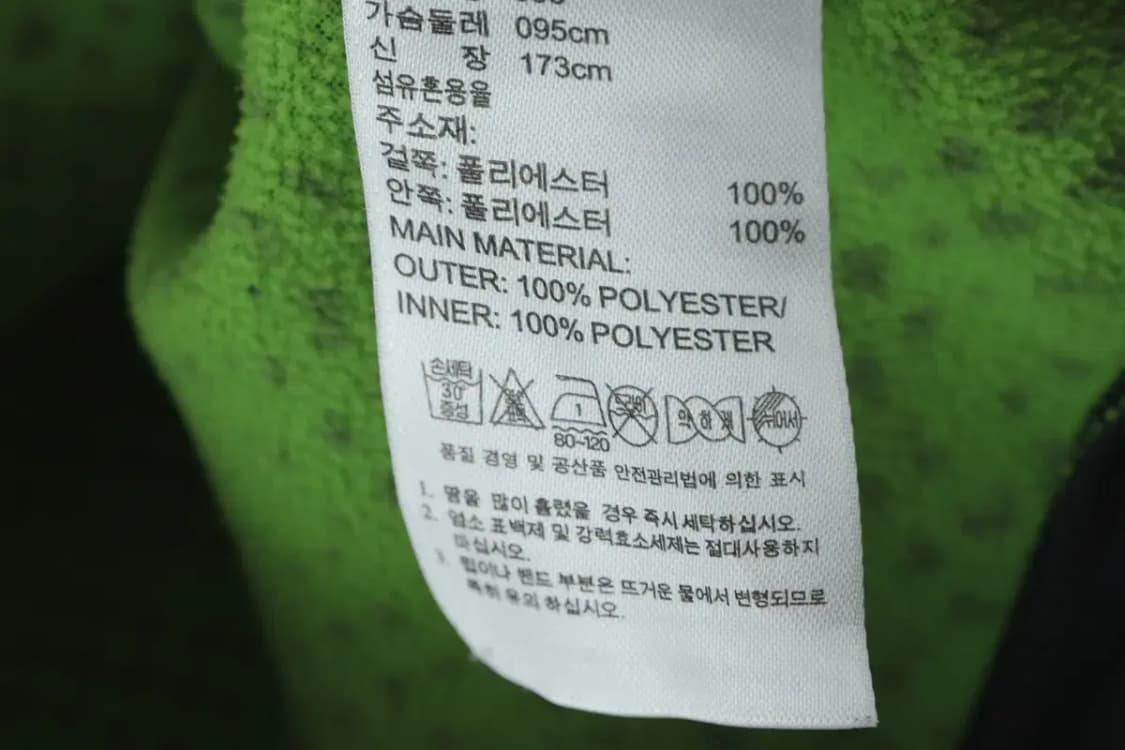 가슴둘레 095cm
신 장 173cm
섬유혼용율
주소재:
겉쪽: 폴리에스터 100%
안쪽: 폴리에스터 100%
MAIN MATERIAL:
OUTER: 100% POLYESTER/
INNER: 100% POLYESTER
손세탁 30° 중성 1 80~120 드라이 약하게 뉘어서
품질 경영 및 공산품 안전관리법에 의한 표시
1. 땀을 많이 흘렸을 경우 즉시 세탁하십시오.
2. 염소 표백제 및 강력효소세제는 절대사용하지
마십시오.
3. 립이나 밴드 부분은 뜨거운 물에서 변형되므로
특히 유의 하십시오.